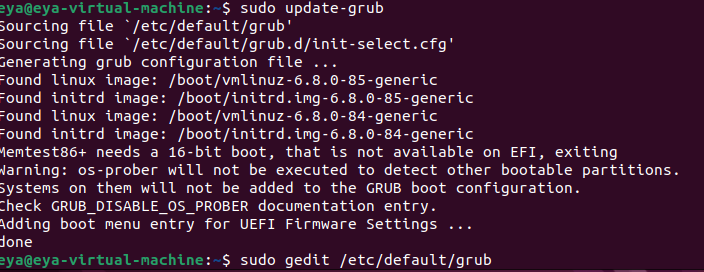 eya@eya-virtual-machine:~$ sudo update-grub
Sourcing file `/etc/default/grub'
Sourcing file `/etc/default/grub.d/init-select.cfg'
Generating grub configuration file ...
Found linux image: /boot/vmlinuz-6.8.0-85-generic
Found initrd image: /boot/initrd.img-6.8.0-85-generic
Found linux image: /boot/vmlinuz-6.8.0-84-generic
Found initrd image: /boot/initrd.img-6.8.0-84-generic
Memtest86+ needs a 16-bit boot, that is not available on EFI, exiting
Warning: os-prober will not be executed to detect other bootable partitions.
Systems on them will not be added to the GRUB boot configuration.
Check GRUB_DISABLE_OS_PROBER documentation entry.
Adding boot menu entry for UEFI Firmware Settings ...
done
eya@eya-virtual-machine:~$ sudo gedit /etc/default/grub